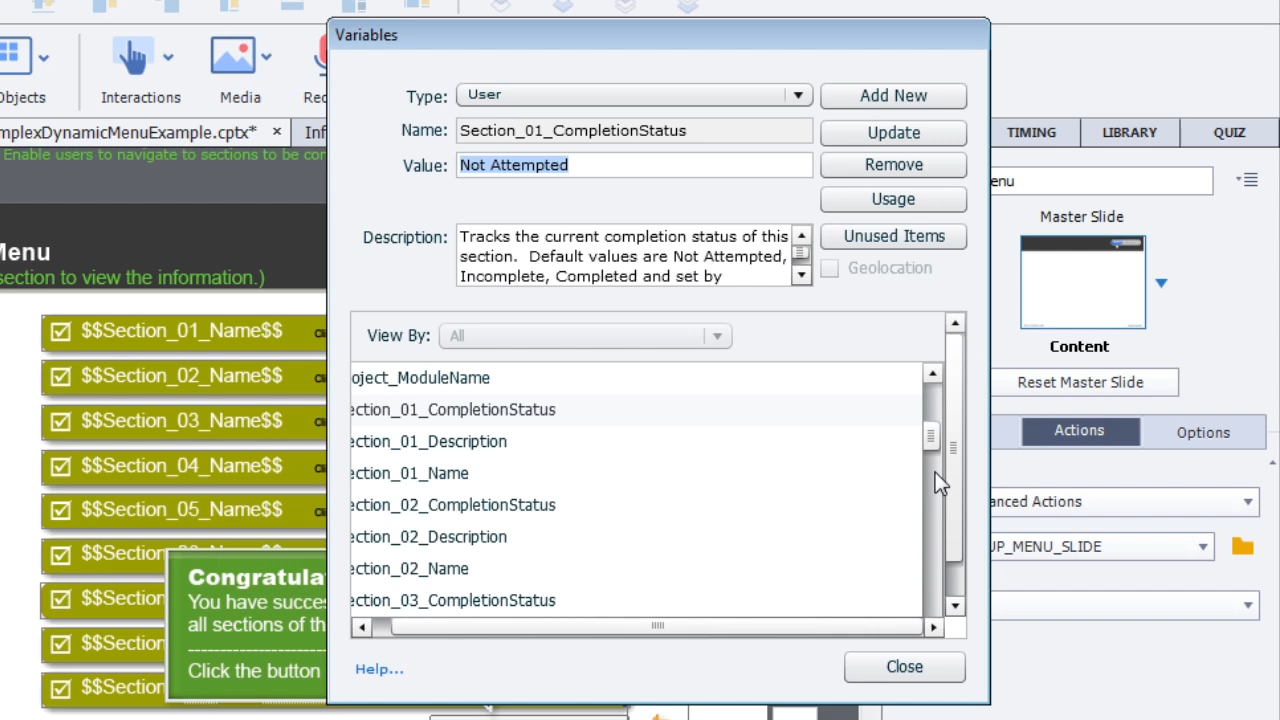 Variables
Objects
Interactions
Media
Type:
User
Add New
Name:
Section_01_CompletionStatus
Update
Value:
Not Attempted
Remove
Usage
Description:
Tracks the current completion status of this
section. Default values are Not Attempted,
Incomplete, Completed and set by
Unused Items
Geolocation
View By:
All
oject_ModuleName
ection_01_CompletionStatus
ection_01_Description
ection_01_Name
ection_02_CompletionStatus
ection_02_Description
ection_02_Name
ection_03_CompletionStatus
Help...
Close
mplexDynamicMenuExample.cptx*
Inf
Enable users to navigate to sections to be con
Menu
section to view the information.)
$$Section_01_Name$$
$$Section_02_Name$$
$$Section_03_Name$$
$$Section_04_Name$$
$$Section_05_Name$$
$$Section
$$Section
$$Section
$$Section
Congratula
You have succes
all sections of th
Click the button
TIMING
LIBRARY
QUIZ
enu
Master Slide
Content
Reset Master Slide
Actions
Options
anced Actions
UP_MENU_SLIDE